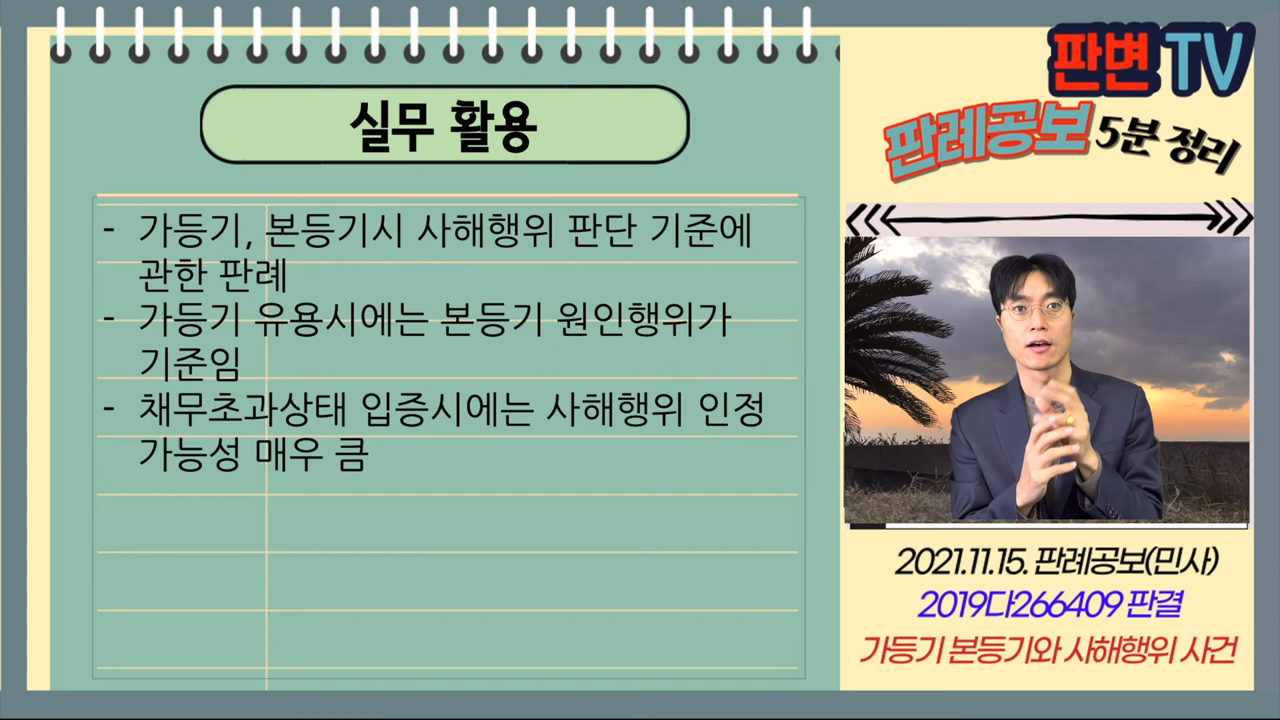 실무 활용
- 가등기, 본등기시 사해행위 판단 기준에
관한 판례
- 가등기 유용시에는 본등기 원인행위가
기준임
- 채무초과상태 입증시에는 사해행위 인정
가능성 매우 큼
판변 TV
판례공보 5분 정리
2021.11.15. 판례공보(민사)
2019다266409 판결
가등기 본등기와 사해행위 사건